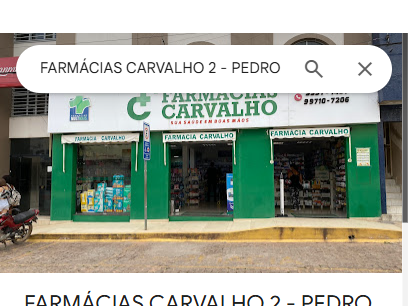 FARMÁCIAS CARVALHO 2 - PEDRO
FARMÁCIAS
CARVALHO
SUA SAÚDE EM BOAS MÃOS
99710-7206
FARMÁCIA CARVALHO
FARMÁCIA CARVALHO
FARMÁCIA CARVALHO
FARMÁCIAS CARVALHO 2 - PEDRO